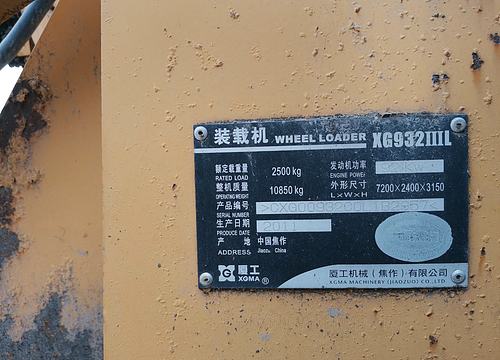 装载机 WHEEL LOADER XG932IIIL
额定载重量 2500 kg 发动机功率
RATED LOAD ENGINE POWER
整机质量 10850 kg 外形尺寸 7200×2400×3150
OPERATING WEIGHT L×W×H
产品编号
SERIAL NUMBER
生产日期 2011
PRODUCE DATE
产地 中国焦作
ADDRESS Jiaozuo China
厦工 XGMA ® 厦工机械(焦作)有限公司
XGMA MACHINERY (JIAOZUO) CO.,LTD